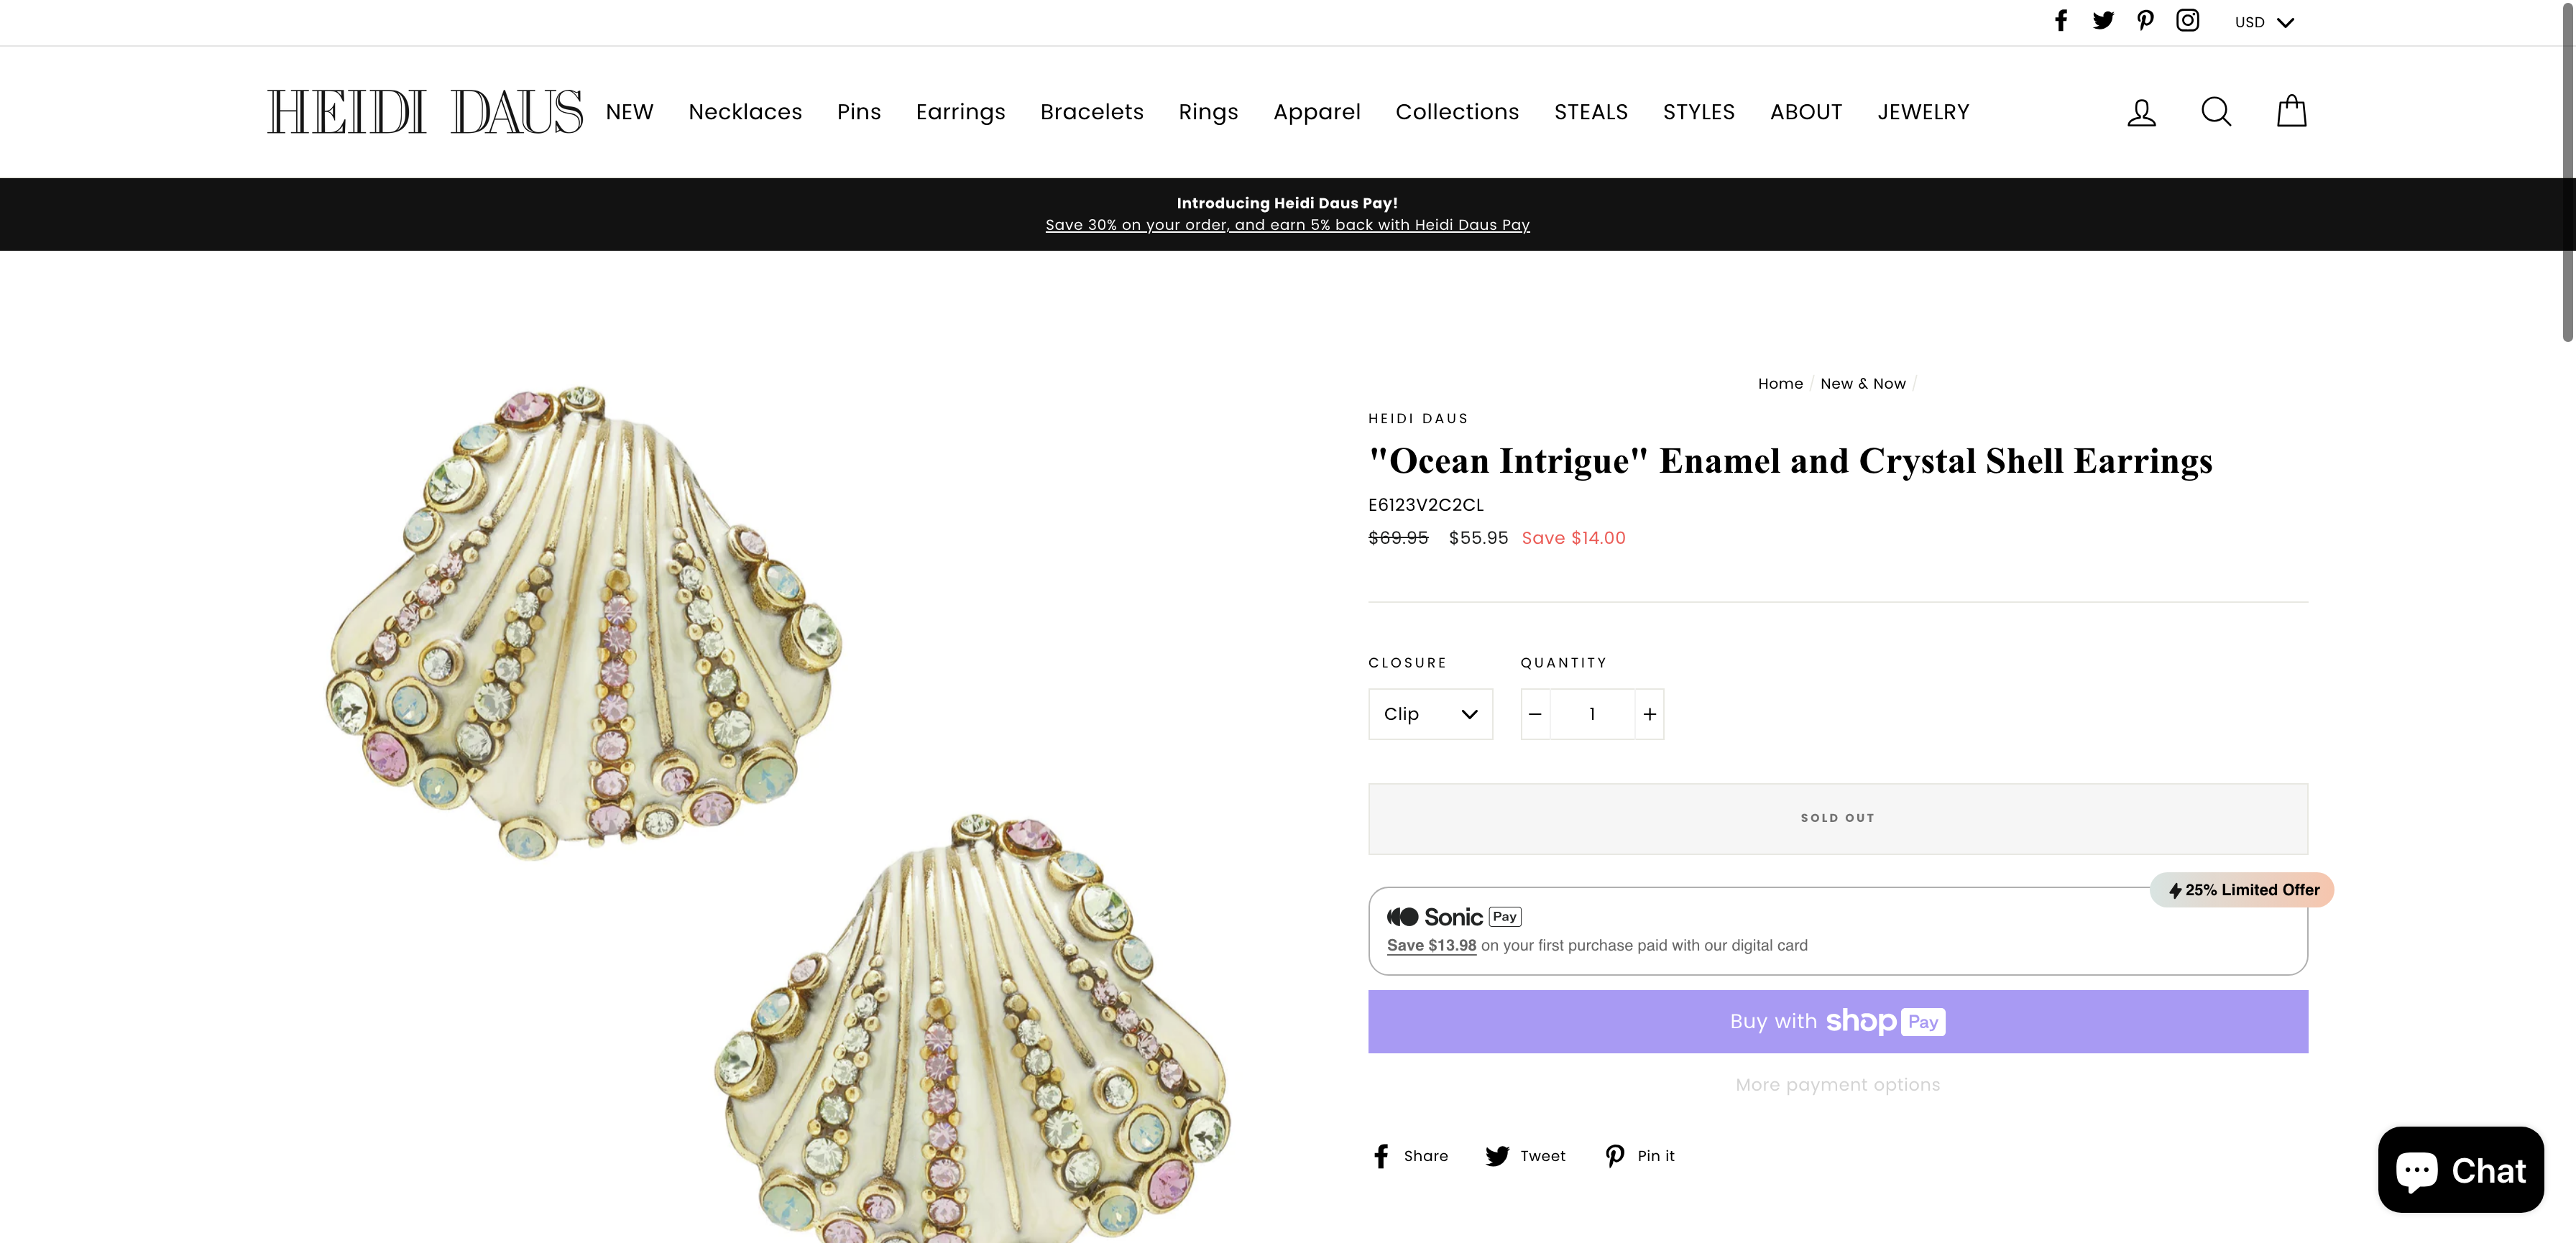 USD
HEIDI DAUS NEW Necklaces Pins Earrings Bracelets Rings Apparel Collections STEALS STYLES ABOUT JEWELRY
Introducing Heidi Daus Pay!
Save 30% on your order, and earn 5% back with Heidi Daus Pay
Home / New & Now /
HEIDI DAUS
"Ocean Intrigue" Enamel and Crystal Shell Earrings
E6123V2C2CL
$69.95 $55.95 Save $14.00
CLOSURE QUANTITY
Clip 1
SOLD OUT
25% Limited Offer
Sonic Pay
Save $13.98 on your first purchase paid with our digital card
Buy with shop Pay
More payment options
Share Tweet Pin it
Chat